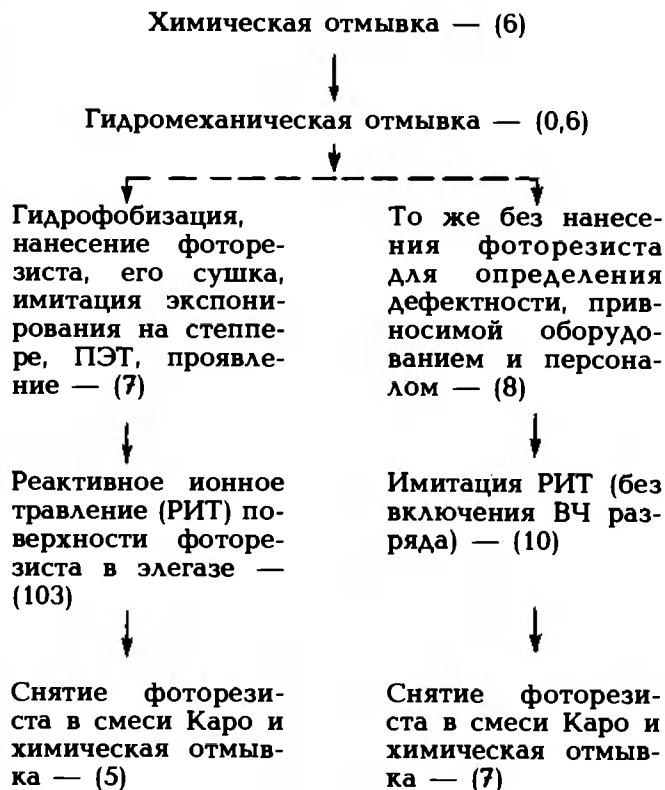 Химическая отмывка — (6)
Гидромеханическая отмывка — (0,6)
Гидрофобизация,
нанесение фоторе-
зиста, его сушка,
имитация экспони-
рования на степпе-
ре, ПЭТ, проявле-
ние — (7)
Реактивное ионное
травление (РИТ) по-
верхности фоторе-
зиста в элегазе —
(103)
Снятие фоторези-
ста в смеси Каро и
химическая отмыв-
ка — (5)
То же без нанесе-
ния фоторезиста
для определения
дефектности, прив-
носимой оборудо-
ванием и персона-
лом — (8)
Имитация РИТ (без
включения ВЧ раз-
ряда) — (10)
Снятие фоторези-
ста в смеси Каро и
химическая отмыв-
ка — (7)